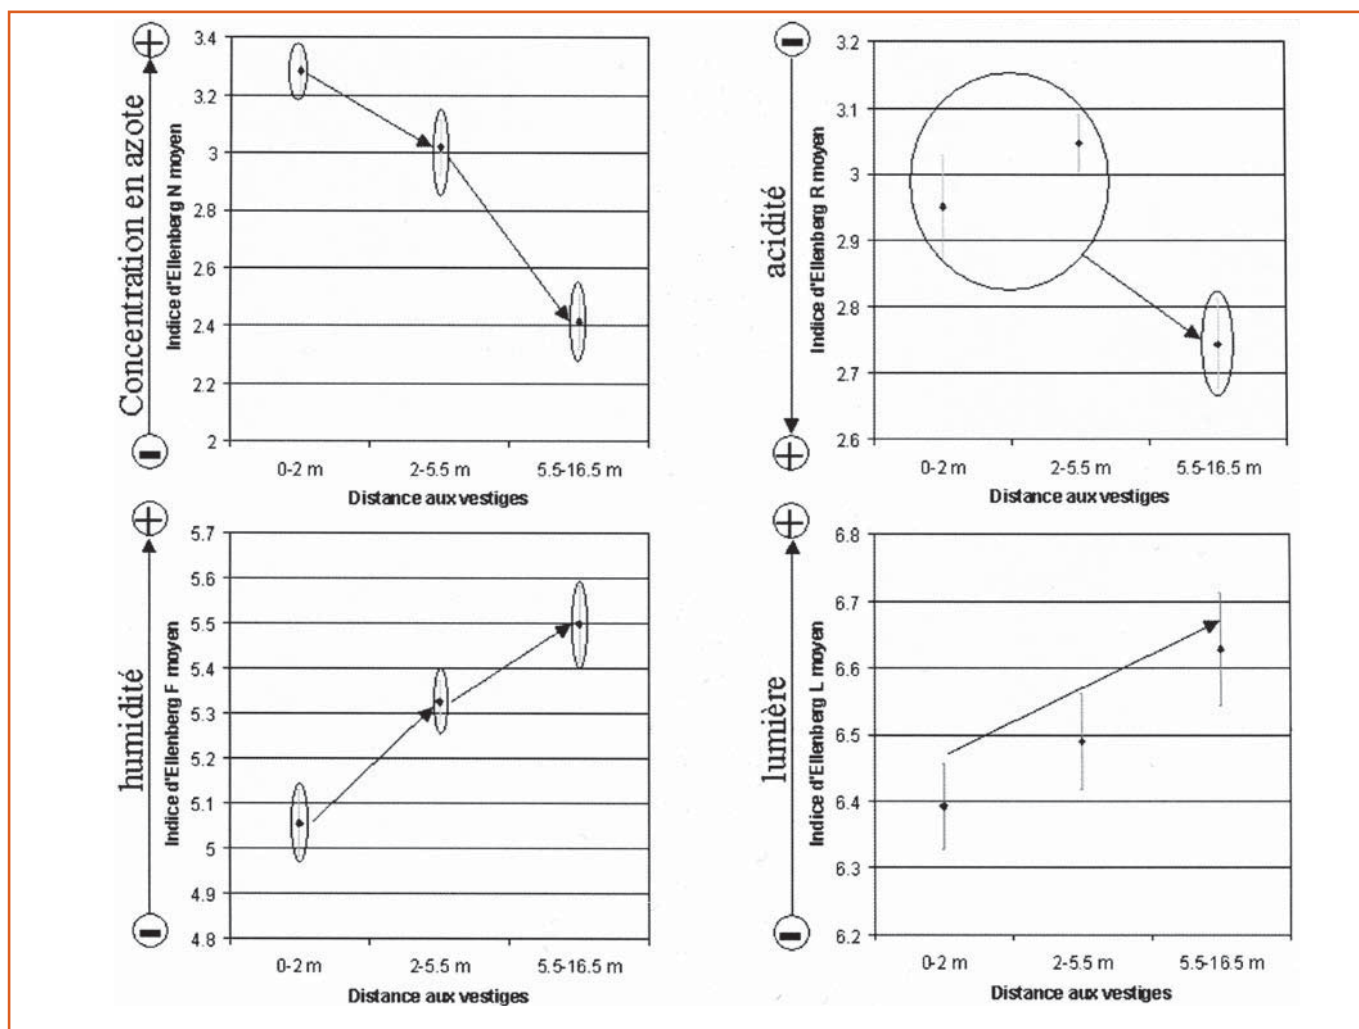 Concentration en azote
Indice d'Ellenberg N moyen
3.4
3.2
3
2.8
2.6
2.4
2.2
2
0-2 m
2-5.5 m
5.5-16.5 m
Distance aux vestiges
acidité
Indice d'Ellenberg R moyen
3.2
3.1
3
2.9
2.8
2.7
2.6
0-2 m
2-5.5 m
5.5-16.5 m
Distance aux vestiges
humidité
Indice d'Ellenberg F moyen
5.7
5.6
5.5
5.4
5.3
5.2
5.1
5
4.9
4.8
0-2 m
2-5.5 m
5.5-16.5 m
Distance aux vestiges
lumière
Indice d'Ellenberg L moyen
6.8
6.7
6.6
6.5
6.4
6.3
6.2
0-2 m
2-5.5 m
5.5-16.5 m
Distance aux vestiges